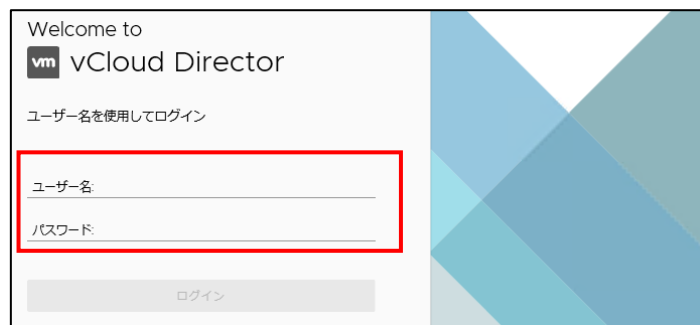 Welcome to
vm vCloud Director
ユーザー名を使用してログイン
ユーザー名:
パスワード:
ログイン